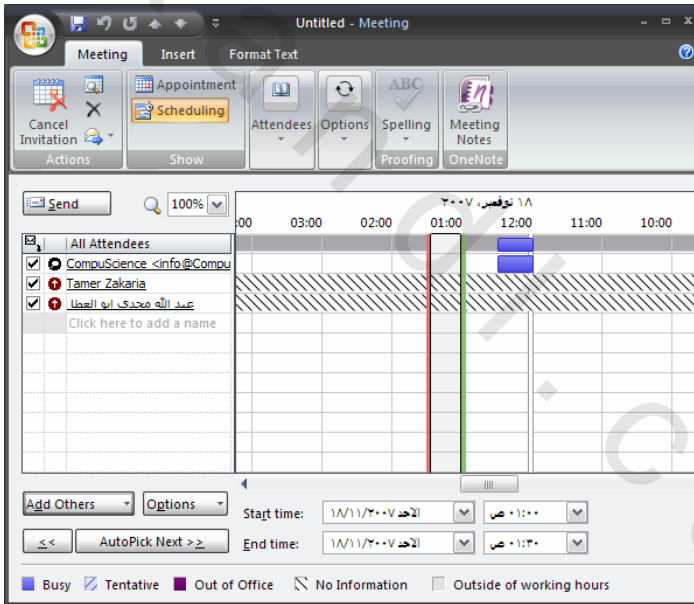 Untitled - Meeting
Meeting Insert Format Text
Cancel Invitation
Appointment
Scheduling
Attendees
Options
ABC
Spelling
Meeting Notes
Actions Show Proofing OneNote
Send 100%
١٨ نوفمبر، ٢٠٠٧
:00 03:00 02:00 01:00 12:00 11:00 10:00
All Attendees
CompuScience <info@Compu
Tamer Zakaria
عبد الله مجدى ابو العطا
Click here to add a name
Add Others Options
<< AutoPick Next >>
Start time: الاحد ١٨/١١/٢٠٠٧ ٠١:٠٠ ص
End time: الاحد ١٨/١١/٢٠٠٧ ٠١:٣٠ ص
Busy Tentative Out of Office No Information Outside of working hours